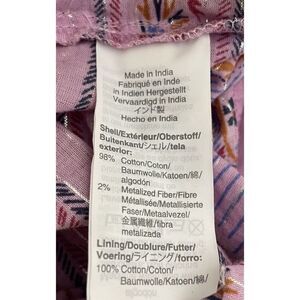 Made in India
Fabriqué en Inde
In Indien Hergestellt
Vervaardigd in India
インド製
Hecho en India
Shell/Extérieur/Oberstoff/
Buitenkant/シェル/tela
exterior:
98% Cotton/Coton/
Baumwolle/Katoen/綿/
algodón
2% Metalized Fiber/Fibre
Métallisée/Metallisierte
Faser/Metaalvezel/
金属繊維/fibra
metalizada
Lining/Doublure/Futter/
Voering/ライニング/forro:
100% Cotton/Coton/
Baumwolle/Katoen/綿/